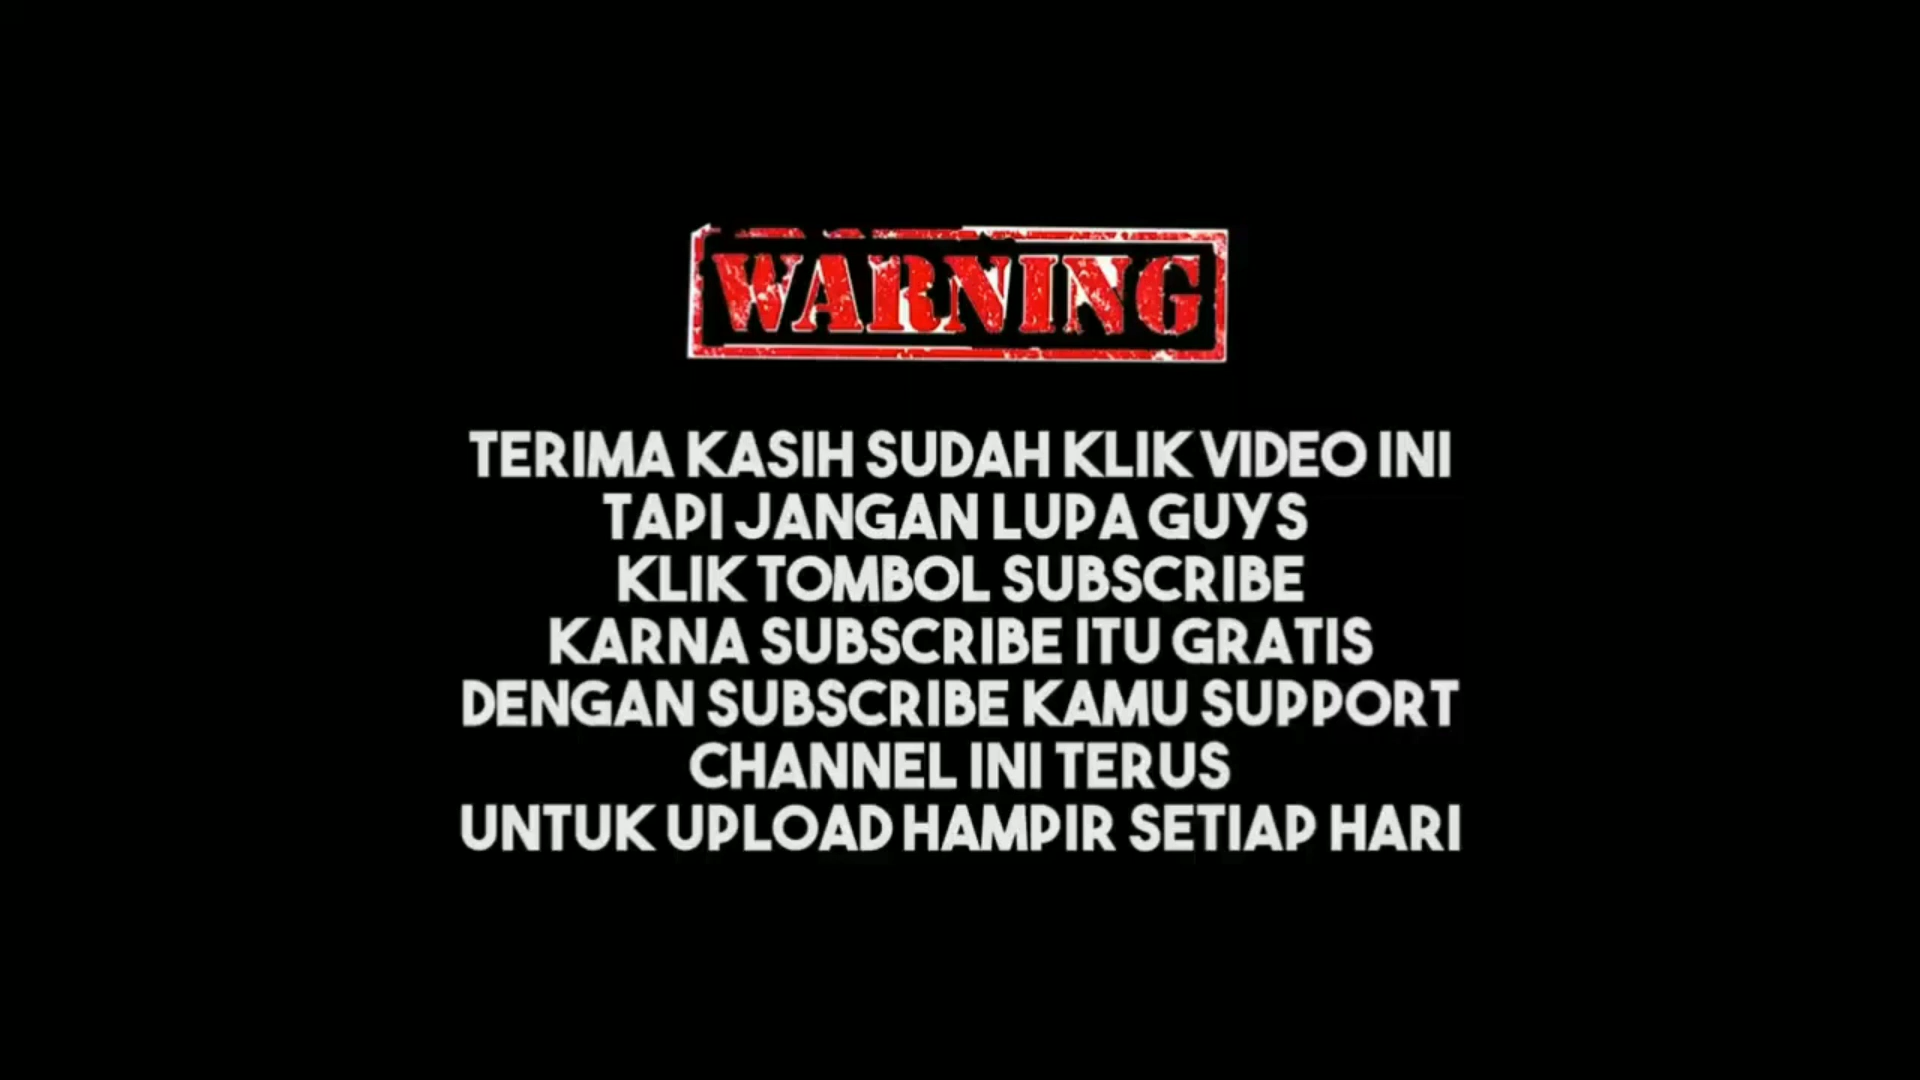 WARNING
TERIMA KASIH SUDAH KLIK VIDEO INI
TAPI JANGAN LUPA GUYS
KLIK TOMBOL SUBSCRIBE
KARNA SUBSCRIBE ITU GRATIS
DENGAN SUBSCRIBE KAMU SUPPORT
CHANNEL INI TERUS
UNTUK UPLOAD HAMPIR SETIAP HARI